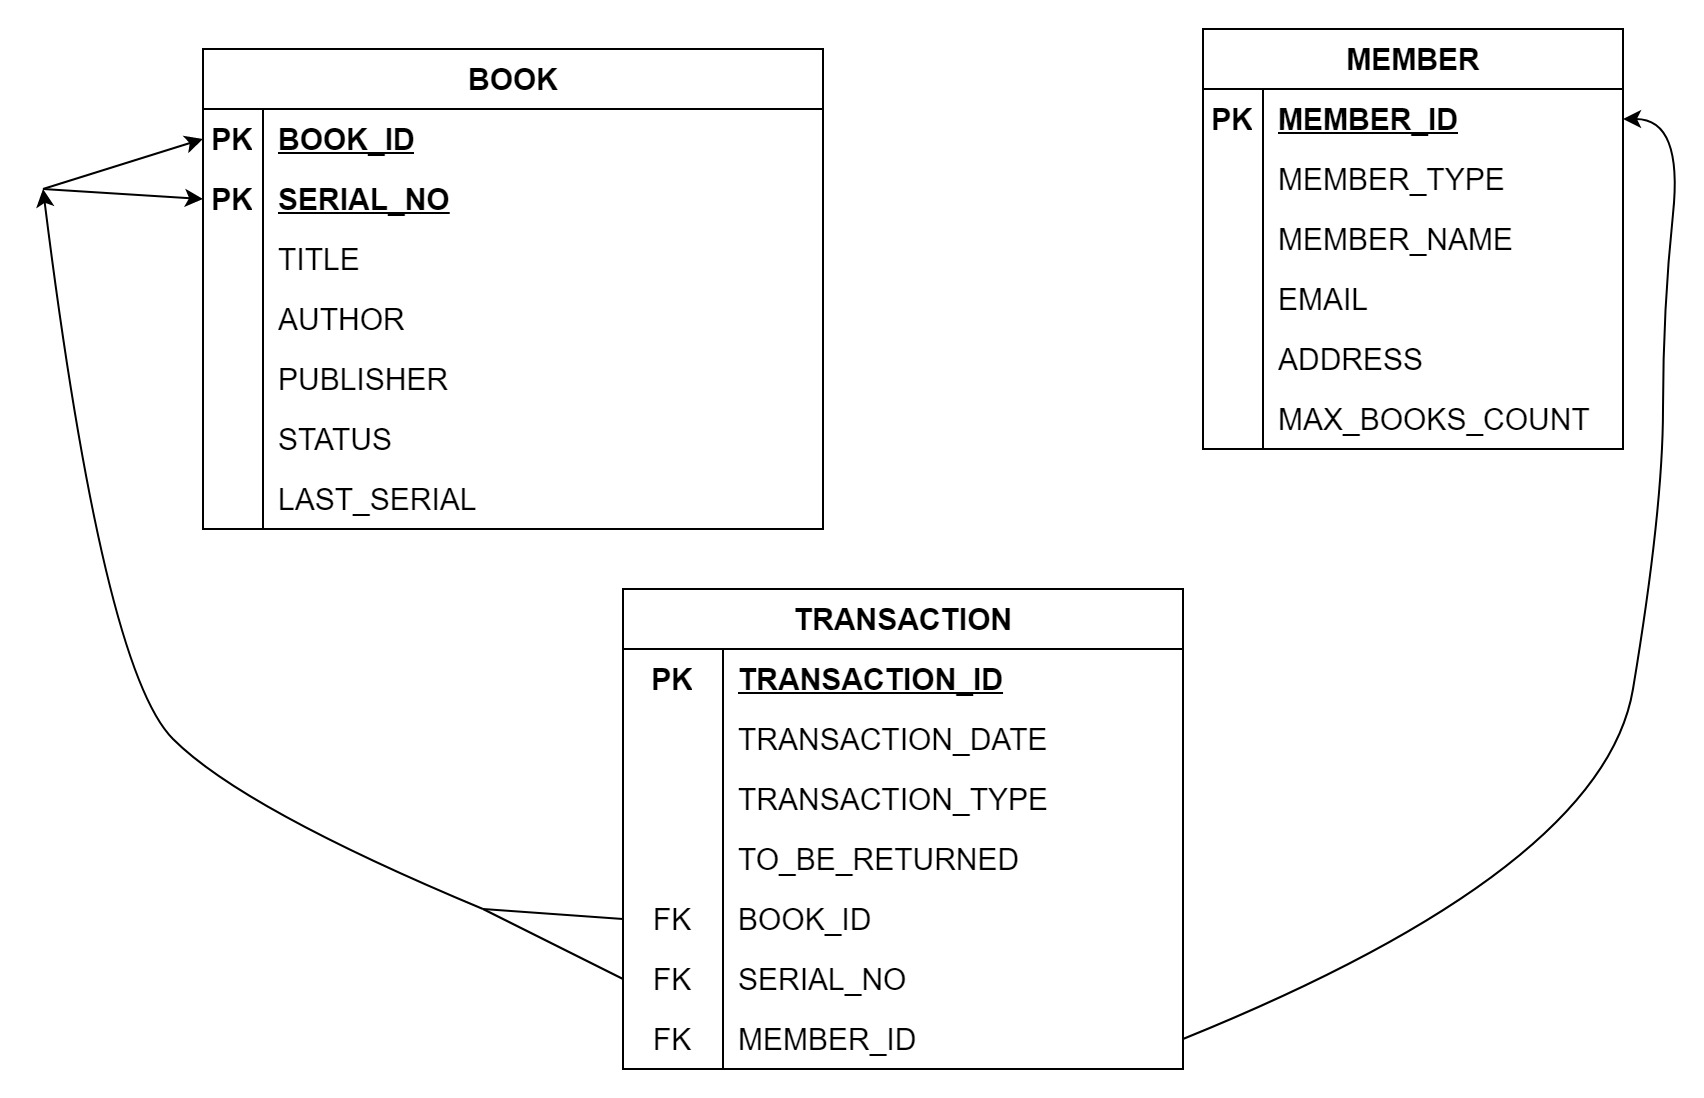 BOOK
PK BOOK_ID
PK SERIAL_NO
TITLE
AUTHOR
PUBLISHER
STATUS
LAST_SERIAL
MEMBER
PK MEMBER_ID
MEMBER_TYPE
MEMBER_NAME
EMAIL
ADDRESS
MAX_BOOKS_COUNT
TRANSACTION
PK TRANSACTION_ID
TRANSACTION_DATE
TRANSACTION_TYPE
TO_BE_RETURNED
FK BOOK_ID
FK SERIAL_NO
FK MEMBER_ID